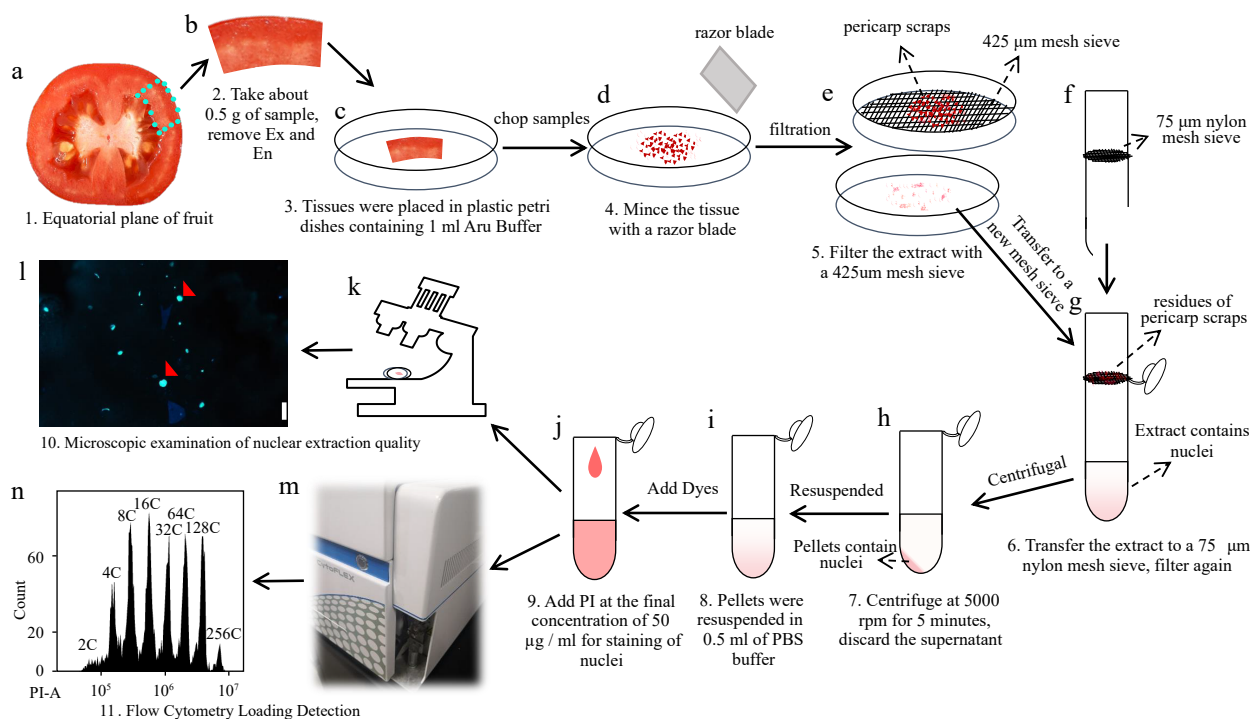 a
1. Equatorial plane of fruit
b
2. Take about
0.5 g of sample,
remove Ex and
En
c
3. Tissues were placed in plastic petri
dishes containing 1 ml Aru Buffer
chop samples
d
razor blade
4. Mince the tissue
with a razor blade
filtration
e
pericarp scraps
425 μm mesh sieve
5. Filter the extract with
a 425um mesh sieve
Transfer to a
new mesh sieve
f
75 μm nylon
mesh sieve
g
residues of
pericarp scraps
Extract contains
nuclei
6. Transfer the extract to a 75 μm
nylon mesh sieve, filter again
Centrifugal
h
Pellets contain
nuclei
7. Centrifuge at 5000
rpm for 5 minutes,
discard the supernatant
Resuspended
i
8. Pellets were
resuspended in
0.5 ml of PBS
buffer
Add Dyes
j
9. Add PI at the final
concentration of 50
μg / ml for staining of
nuclei
k
l
10. Microscopic examination of nuclear extraction quality
m
CytoFLEX
n
Count
60
20
0
2C
4C
8C
16C
32C
64C
128C
256C
PI-A
10⁵
10⁶
10⁷
11. Flow Cytometry Loading Detection